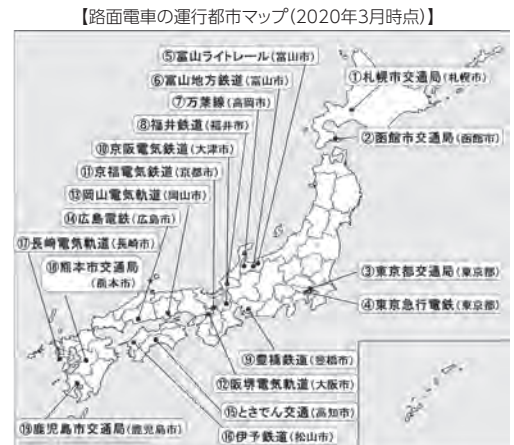 【路面電車の運行都市マップ(2020年3月時点)】
⑤富山ライトレール(富山市)
⑥富山地方鉄道(富山市)
⑦万葉線(高岡市)
⑧福井鉄道(福井市)
⑩京阪電気鉄道(大津市)
⑪京福電気鉄道(京都市)
⑬岡山電気軌道(岡山市)
⑭広島電鉄(広島市)
⑰長崎電気軌道(長崎市)
⑱熊本市交通局
(熊本市)
①札幌市交通局(札幌市)
②函館市交通局(函館市)
③東京都交通局(東京都)
④東京急行電鉄(東京都)
⑨豊橋鉄道(豊橋市)
⑫阪堺電気軌道(大阪市)
⑮とさでん交通(高知市)
⑯伊予鉄道(松山市)
⑲鹿児島市交通局(鹿児島市)